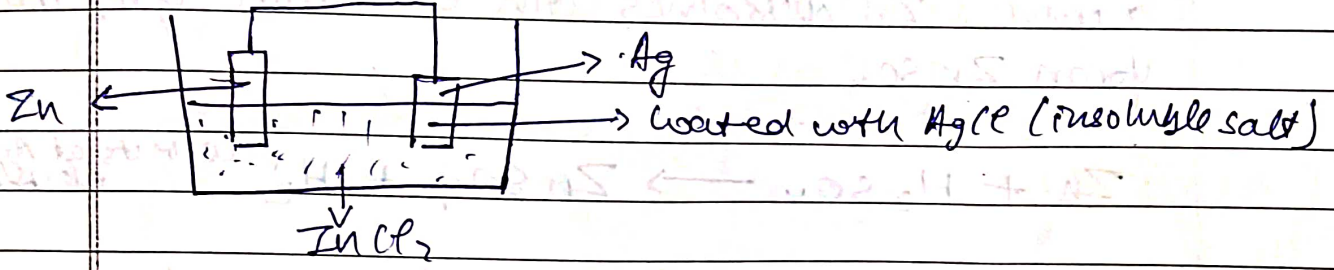 Ag
Zn
Coated with AgCl (insoluble salt)
ZnCl₂